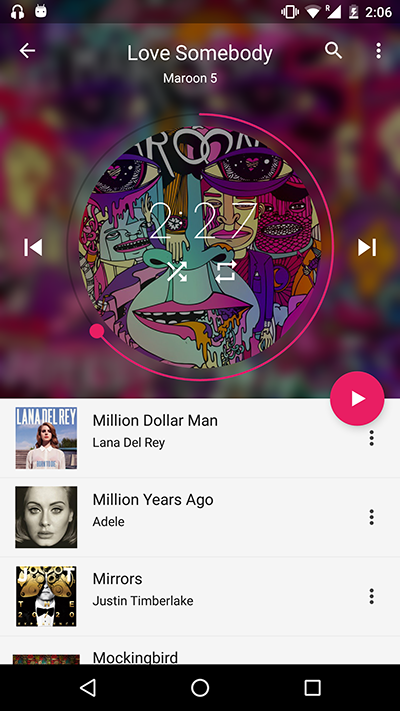 R
2:06
Love Somebody
Maroon 5
2:27
LANA DEL REY
Million Dollar Man
Lana Del Rey
Million Years Ago
Adele
Mirrors
Justin Timberlake
Mockingbird